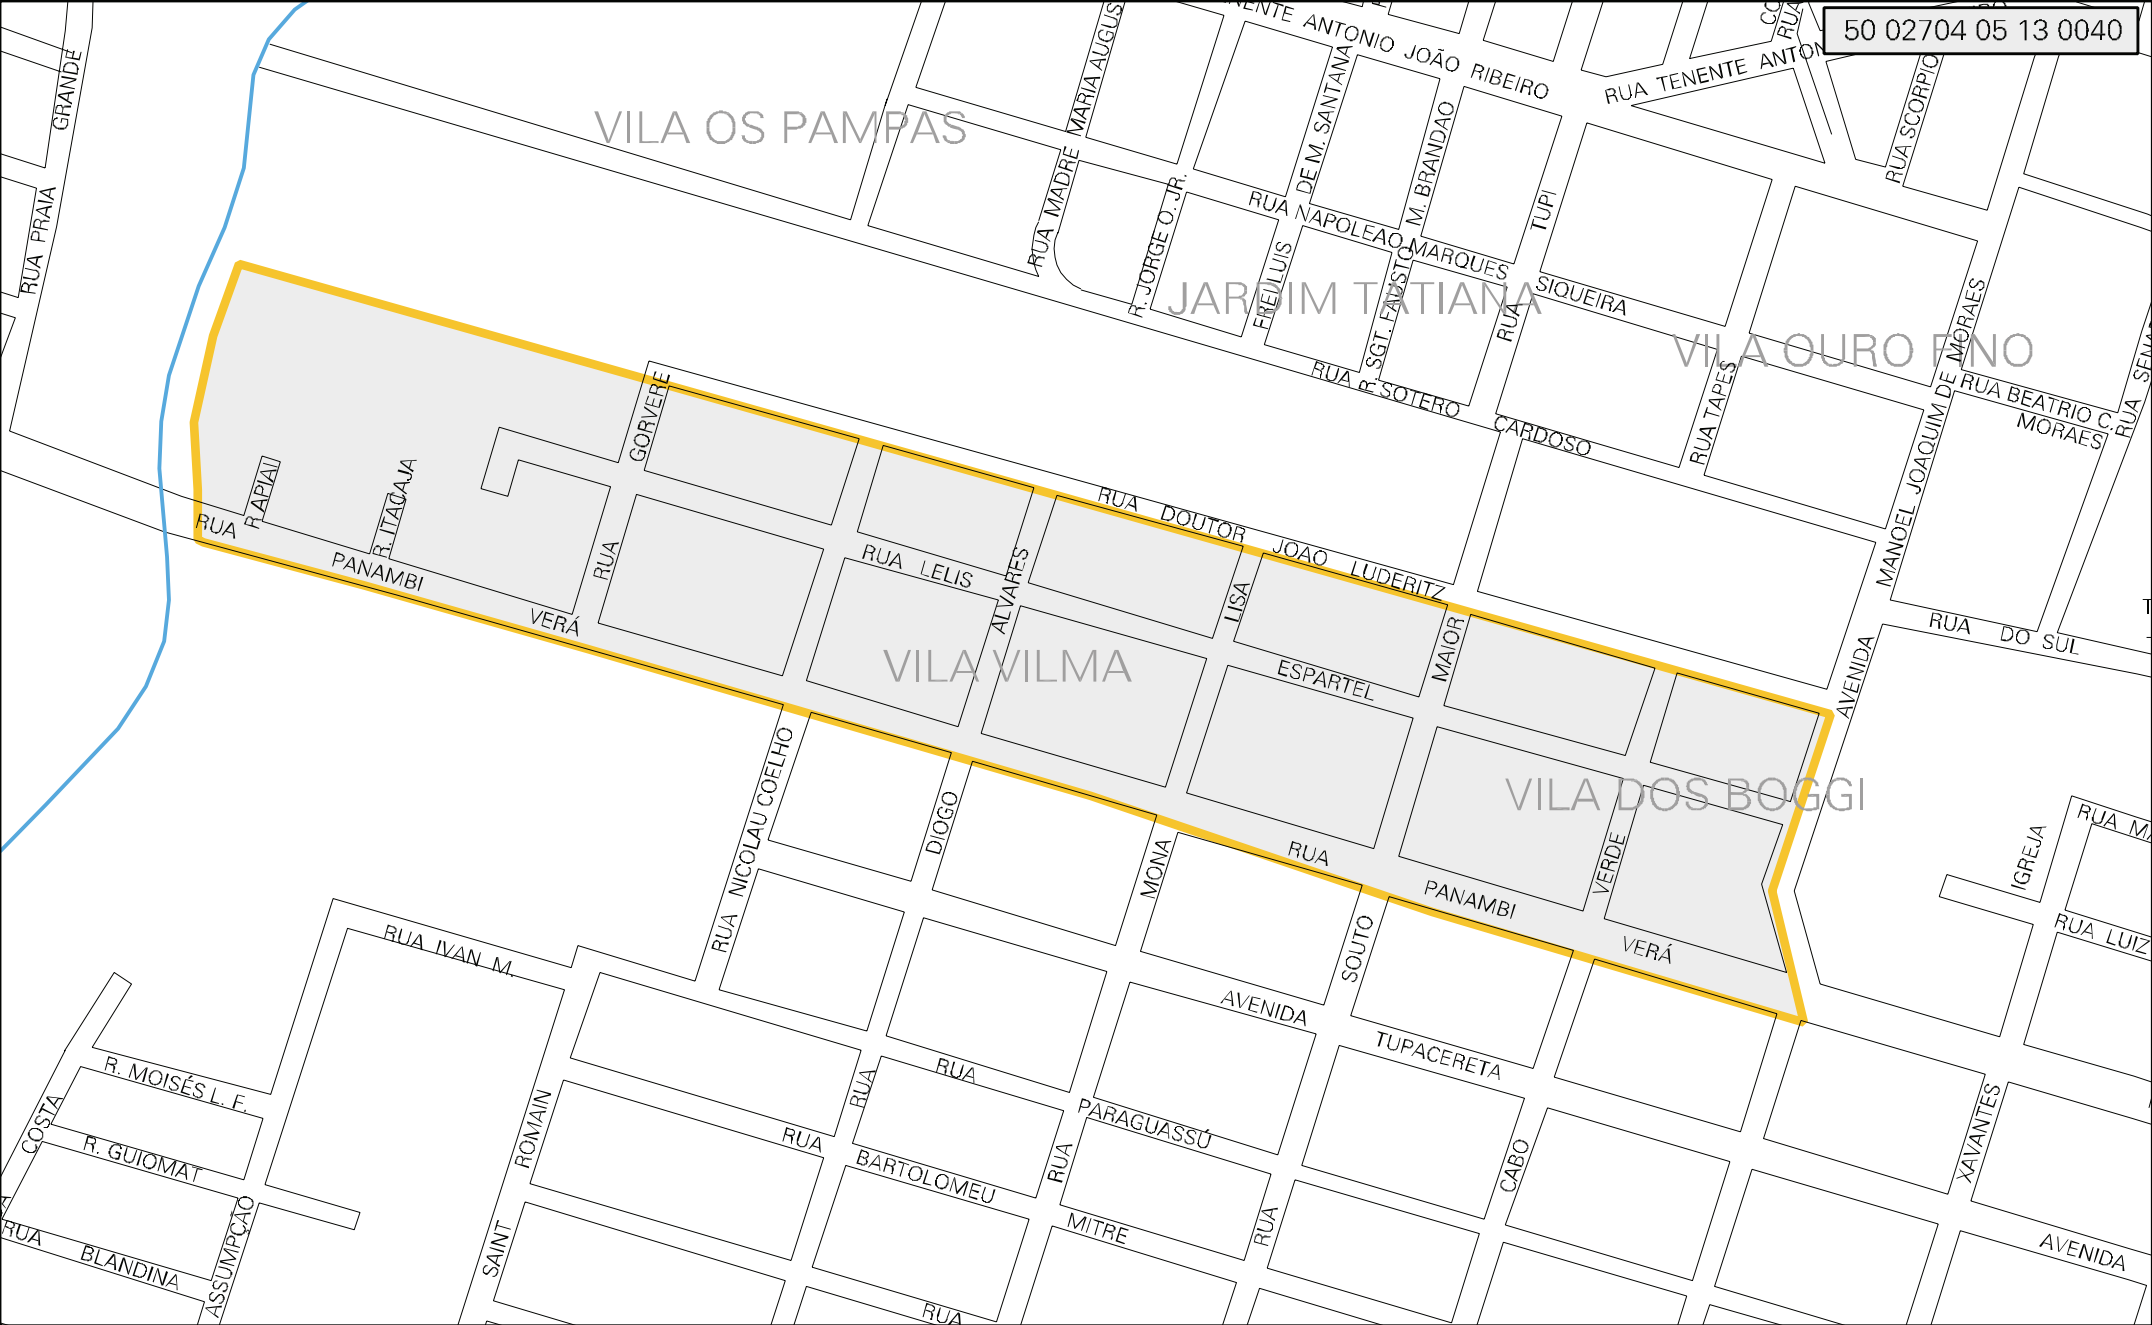 50 02704 05 13 0040
TENENTE ANTONIO JOÃO RIBEIRO
RUA TENENTE ANTON
RUA PRAIA GRANDE
VILA OS PAMPAS
RUA MADRE MARIA AUGUS
R. JORGE O. JR.
FREI LUIS DE M. SANTANA
R. SGT. FAUSTO M. BRANDAO
RUA TUPI
RUA SCORPIO
RUA NAPOLEAO MARQUES SIQUEIRA
JARDIM TATIANA
VILA OURO FINO
RUA SOTERO CARDOSO
RUA TAPES
AVENIDA MANOEL JOAQUIM DE MORAES
RUA BEATRIO C.
MORAES
RUA SENA
RUA DO SUL
RUA GORVERE
R APIAI
R. ITACAJA
RUA PANAMBI VERÁ
RUA DOUTOR JOAO LUDERITZ
RUA LELIS ESPARTEL
DIOGO ALVARES
MONA LISA
SOUTO MAIOR
CABO VERDE
VILA VILMA
VILA DOS BOGGI
RUA PANAMBI VERÁ
RUA NICOLAU COELHO
IGREJA
RUA MA
RUA LUIZ
RUA IVAN M.
AVENIDA TUPACERETA
R. MOISÉS L. F.
R. GUIOMAT
COSTA
RUA BLANDINA
ASSUMPÇÃO
SAINT ROMAIN
RUA
RUA
RUA
RUA PARAGUASSÚ
RUA BARTOLOMEU MITRE
XAVANTES
AVENIDA
RUA